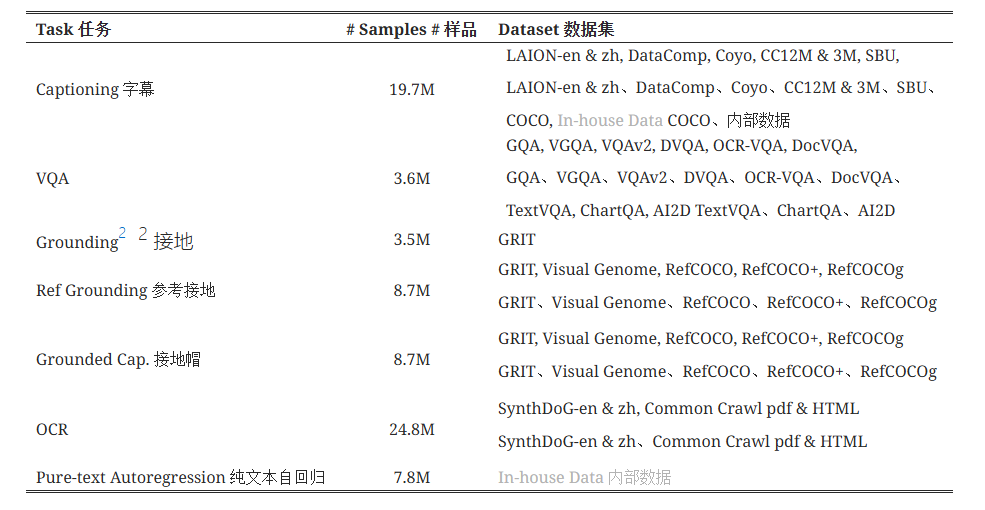 Task 任务 # Samples # 样品 Dataset 数据集
Captioning 字幕 19.7M LAION-en & zh, DataComp, Coyo, CC12M & 3M, SBU,
LAION-en & zh、DataComp、Coyo、CC12M & 3M、SBU、
COCO, In-house Data COCO、内部数据
VQA 3.6M GQA, VGQA, VQAv2, DVQA, OCR-VQA, DocVQA,
GQA、VGQA、VQAv2、DVQA、OCR-VQA、DocVQA、
TextVQA, ChartQA, AI2D TextVQA、ChartQA、AI2D
Grounding2 2 接地 3.5M GRIT
Ref Grounding 参考接地 8.7M GRIT, Visual Genome, RefCOCO, RefCOCO+, RefCOCOg
GRIT、Visual Genome、RefCOCO、RefCOCO+、RefCOCOg
Grounded Cap. 接地帽 8.7M GRIT, Visual Genome, RefCOCO, RefCOCO+, RefCOCOg
GRIT、Visual Genome、RefCOCO、RefCOCO+、RefCOCOg
OCR 24.8M SynthDoG-en & zh, Common Crawl pdf & HTML
SynthDoG-en & zh、Common Crawl pdf & HTML
Pure-text Autoregression 纯文本自回归 7.8M In-house Data 内部数据